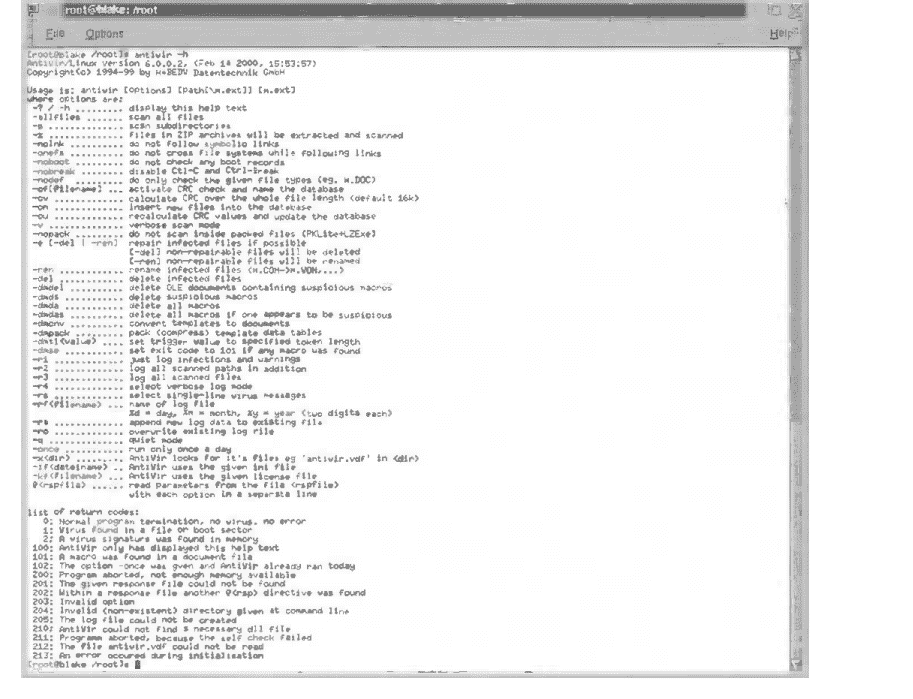 root@blake: /root
File Options Help
[root@blake /root]# antivir -h
AntiVir/Linux version 6.0.0.2, (Feb 14 2000, 15:53:57)
Copyright(c) 1994-99 by H+BEDV Datentechnik GmbH
Usage is: antivir [options] [path[\*.ext]] [*.ext]
where options are:
-? / -h ......... display this help text
-allfiles ....... scan all files
-s .............. scan subdirectories
-z .............. files in ZIP archives will be extracted and scanned
-nolnk .......... do not follow symbolic links
-onefs .......... do not cross file systems while following links
-noboot ......... do not check any boot records
-nobreak ........ disable Ctl-C and Ctrl-Break
-nodef .......... do only check the given file types (eg. *.DOC)
-cf(filename) ... activate CRC check and name the database
-cv ............. calculate CRC over the whole file length (default 16k)
-cn ............. insert new files into the database
-cu ............. recalculate CRC values and update the database
-v .............. verbose scan mode
-nopack ......... do not scan inside packed files (PKLite+LZExe)
-e [-del | -ren] repair infected files if possible
[-del] non-repairable files will be deleted
[-ren] non-repairable files will be renamed
-ren ............ rename infected files (*.COM->*.VOM,...)
-del ............ delete infected files
-dmdel .......... delete OLE documents containing suspicious macros
-dmds ........... delete suspicious macros
-dmda ........... delete all macros
-dmdas .......... delete all macros if one appears to be suspicious
-dmconv ......... convert templates to documents
-dmpack ......... pack (compress) template data tables
-dmtl(value) .... set trigger value to specified token length
-dmse ........... set exit code to 101 if any macro was found
-r1 ............. just log infections and warnings
-r2 ............. log all scanned paths in addition
-r3 ............. log all scanned files
-r4 ............. select verbose log mode
-rs ............. select single-line virus messages
-rf(filename) ... name of log file
%d = day, %m = month, %y = year (two digits each)
-ra ............. append new log data to existing file
-ro ............. overwrite existing log file
-q .............. quiet mode
-once ........... run only once a day
-x(dir) ......... AntiVir looks for it's files eg 'antivir.vdf' in <dir>
-if(dateiname) .. AntiVir uses the given ini file
-kf(filename) ... AntiVir uses the given license file
@(rspfile) ...... read parameters from the file <rspfile>
with each option in a separate line
list of return codes:
0: Normal program termination, no virus, no error
1: Virus found in a file or boot sector
2: A virus signature was found in memory
100: AntiVir only has displayed this help text
101: A macro was found in a document file
102: The option -once was given and AntiVir already ran today
200: Program aborted, not enough memory available
201: The given response file could not be found
202: Within a response file another @(rsp) directive was found
203: Invalid option
204: Invalid (non-existent) directory given at command line
205: The log file could not be created
210: AntiVir could not find a necessary dll file
211: Programm aborted, because the self check failed
212: The file antivir.vdf could not be read
213: An error occured during initialisation
[root@blake /root]#